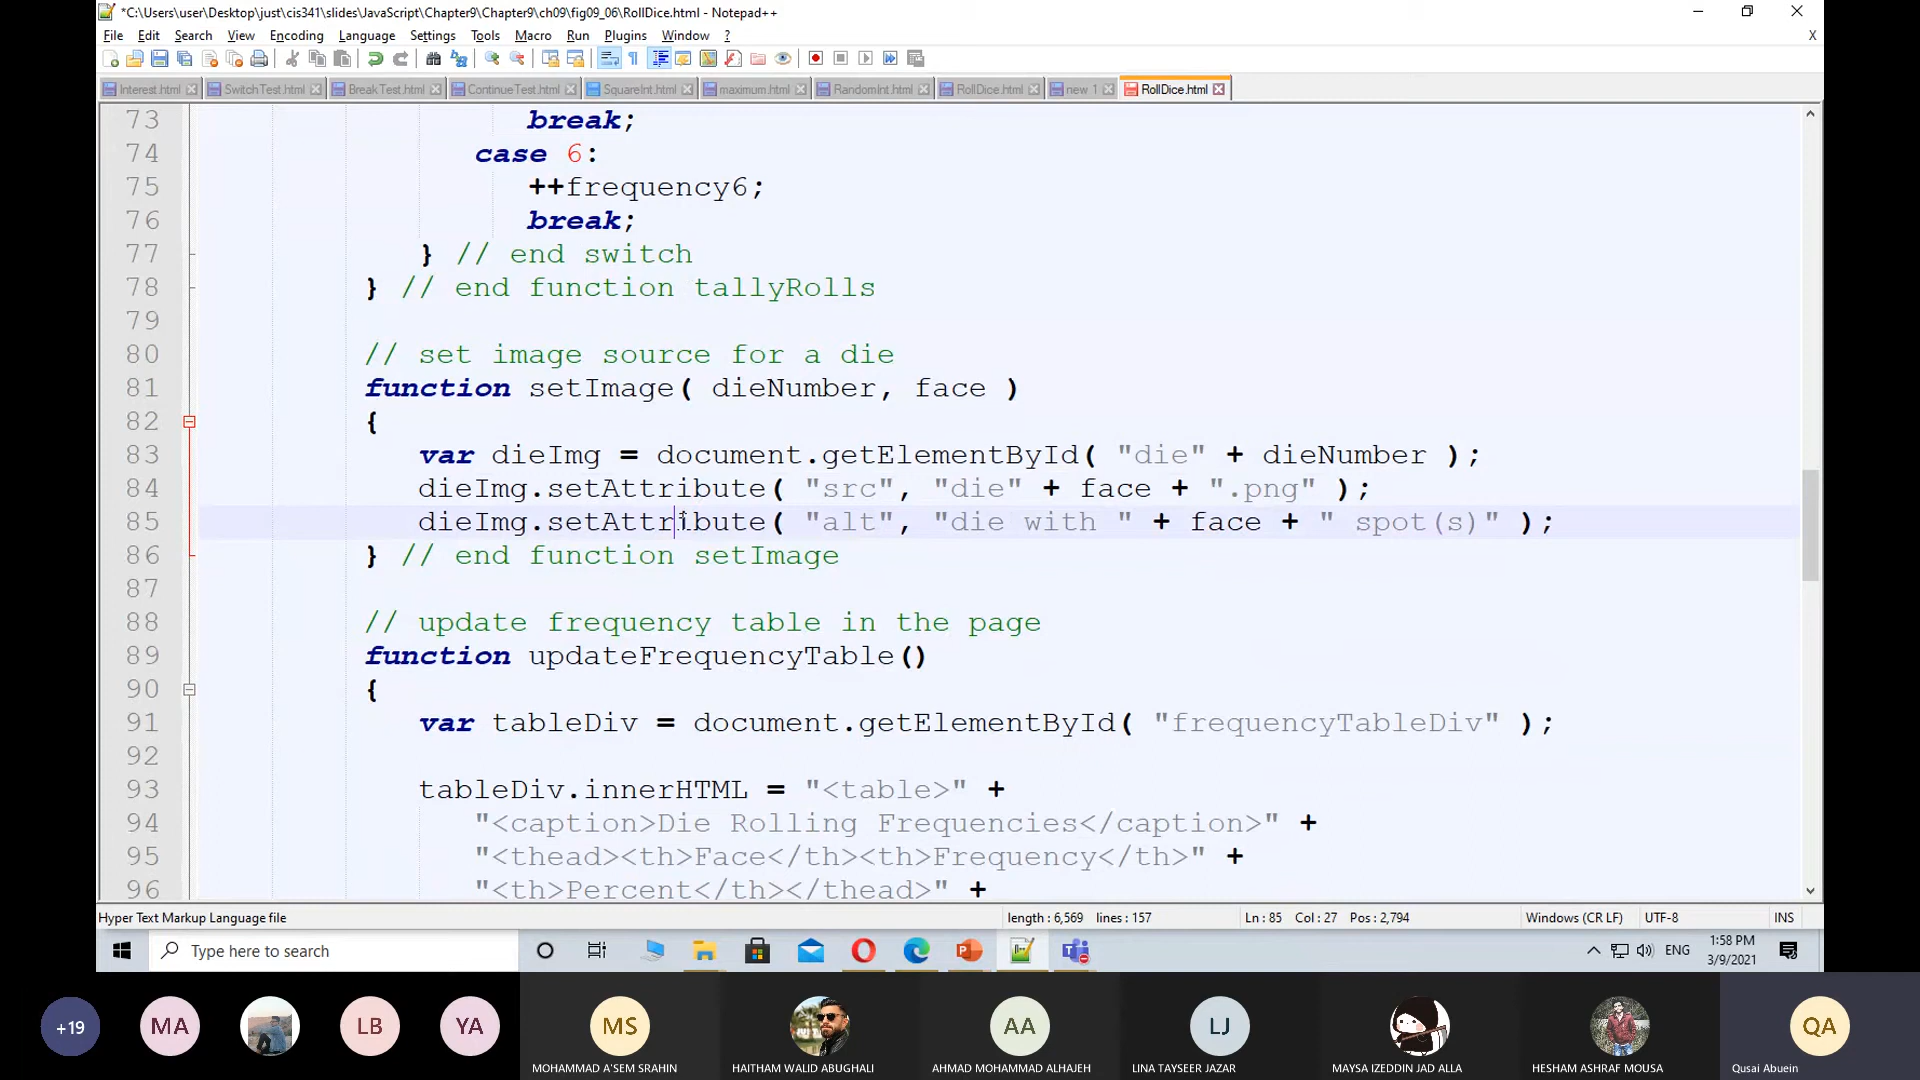 *C:\Users\user\Desktop\just\cis341\slides\JavaScript\Chapter9\Chapter9\ch09\fig09_06\RollDice.html - Notepad++
File Edit Search View Encoding Language Settings Tools Macro Run Plugins Window ? X
Interest.html SwitchTest.html BreakTest.html ContinueTest.html SquareInt.html maximum.html RandomInt.html RollDice.html new 1 RollDice.html
73 break;
74 case 6:
75 ++frequency6;
76 break;
77 } // end switch
78 } // end function tallyRolls
79
80 // set image source for a die
81 function setImage( dieNumber, face )
82 {
83 var dieImg = document.getElementById( "die" + dieNumber );
84 dieImg.setAttribute( "src", "die" + face + ".png" );
85 dieImg.setAttribute( "alt", "die with " + face + " spot(s)" );
86 } // end function setImage
87
88 // update frequency table in the page
89 function updateFrequencyTable()
90 {
91 var tableDiv = document.getElementById( "frequencyTableDiv" );
92
93 tableDiv.innerHTML = "<table>" +
94 "<caption>Die Rolling Frequencies</caption>" +
95 "<thead><th>Face</th><th>Frequency</th>" +
96 "<th>Percent</th></thead>" +
Hyper Text Markup Language file length : 6,569 lines : 157 Ln : 85 Col : 27 Pos : 2,794 Windows (CR LF) UTF-8 INS
Type here to search ENG 1:58 PM
3/9/2021
+19 MA LB YA MS AA LJ QA
MOHAMMAD A'SEM SRAHIN HAITHAM WALID ABUGHALI AHMAD MOHAMMAD ALHAJEH LINA TAYSEER JAZAR MAYSA IZEDDIN JAD ALLA HESHAM ASHRAF MOUSA Qusai Abuein